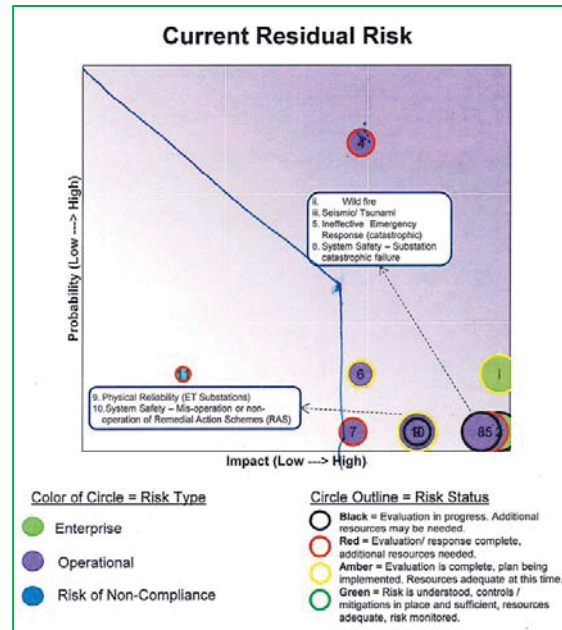 Current Residual Risk
Probability (Low ---> High)
4
ii. Wild fire
iii. Seismic/ Tsunami
5. Ineffective Emergency
Response (catastrophic)
8. System Safety – Substation
catastrophic failure
6
i
9. Physical Reliability (ET Substations)
10. System Safety – Mis-operation or non-
operation of Remedial Action Schemes (RAS)
7
85
Impact (Low ---> High)
Color of Circle = Risk Type
Enterprise
Operational
Risk of Non-Compliance
Circle Outline = Risk Status
Black = Evaluation in progress. Additional
resources may be needed.
Red = Evaluation/ response complete,
additional resources needed.
Amber = Evaluation is complete, plan being
implemented. Resources adequate at this time.
Green = Risk is understood, controls /
mitigations in place and sufficient, resources
adequate, risk monitored.